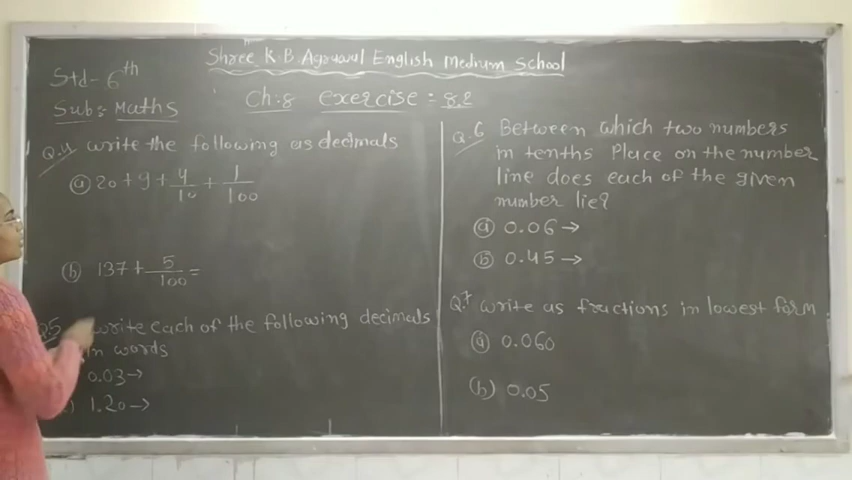 Shree K.B. Agrawal English Medium School
Std- 6th
Sub:- Maths
Ch:8 exercise = 8.2
Q.4 write the following as decimals
(a) 20 + 9 + 4/10 + 1/100
(b) 137 + 5/100 =
Q.5 write each of the following decimals
in words
0.03 →
1.20 →
Q.6 Between which two numbers
in tenths Place on the number
line does each of the given
number lie?
(a) 0.06 →
(b) 0.45 →
Q.7 write as fractions in lowest form.
(a) 0.060
(b) 0.05